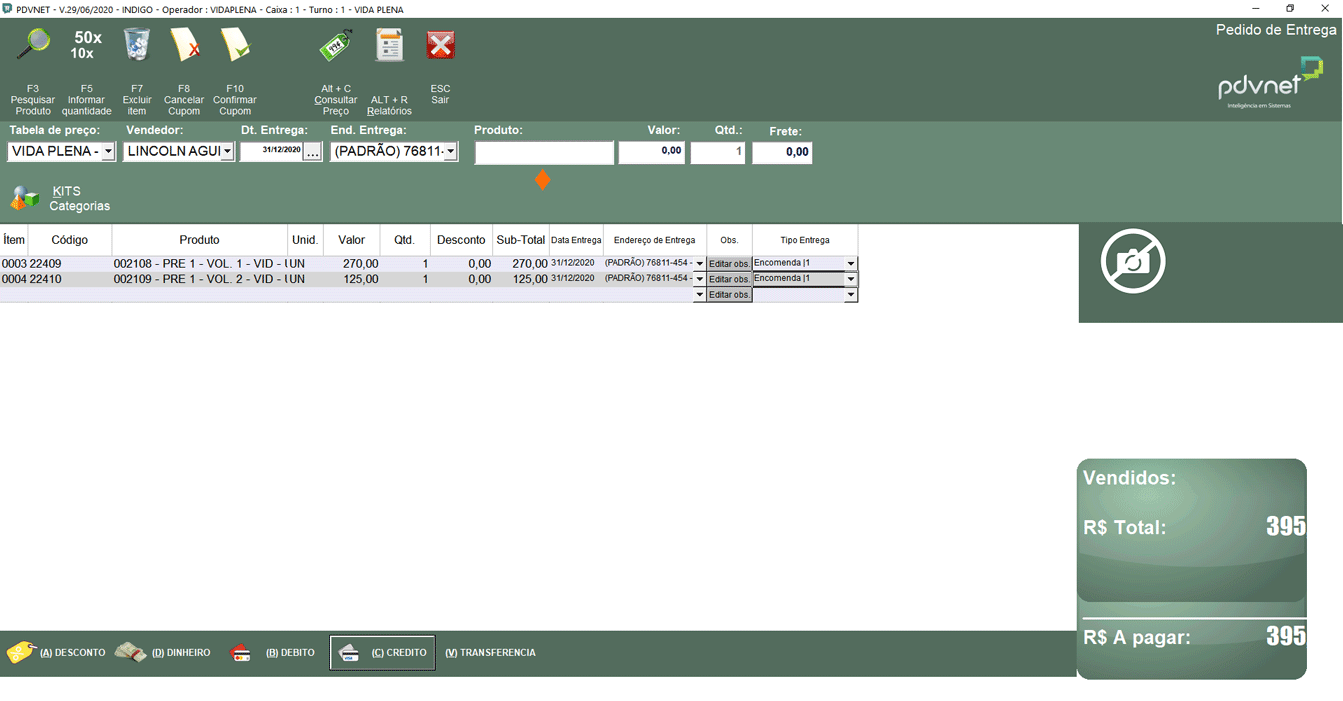 PDVNET - V.29/06/2020 - INDIGO - Operador : VIDAPLENA - Caixa : 1 - Turno : 1 - VIDA PLENA
Pedido de Entrega
50x
10x
994
F3
Pesquisar
Produto
F5
Informar
quantidade
F7
Excluir
item
F8
Cancelar
Cupom
F10
Confirmar
Cupom
Alt + C
Consultar
Preço
ALT + R
Relatórios
ESC
Sair
pdvnet
Inteligência em Sistemas
Tabela de preço: Vendedor: Dt. Entrega: End. Entrega: Produto: Valor: Qtd.: Frete:
VIDA PLENA - LINCOLN AGUI 31/12/2020 ... (PADRÃO) 76811- 0,00 1 0,00
KITS
Categorias
Ítem Código Produto Unid. Valor Qtd. Desconto Sub-Total Data Entrega Endereço de Entrega Obs. Tipo Entrega
0003 22409 002108 - PRE 1 - VOL. 1 - VID - I UN 270,00 1 0,00 270,00 31/12/2020 (PADRÃO) 76811-454 - Editar obs. Encomenda |1
0004 22410 002109 - PRE 1 - VOL. 2 - VID - I UN 125,00 1 0,00 125,00 31/12/2020 (PADRÃO) 76811-454 - Editar obs. Encomenda |1
Editar obs.
Vendidos:
R$ Total: 395
R$ A pagar: 395
(A) DESCONTO (D) DINHEIRO (B) DEBITO (C) CREDITO (V) TRANSFERENCIA